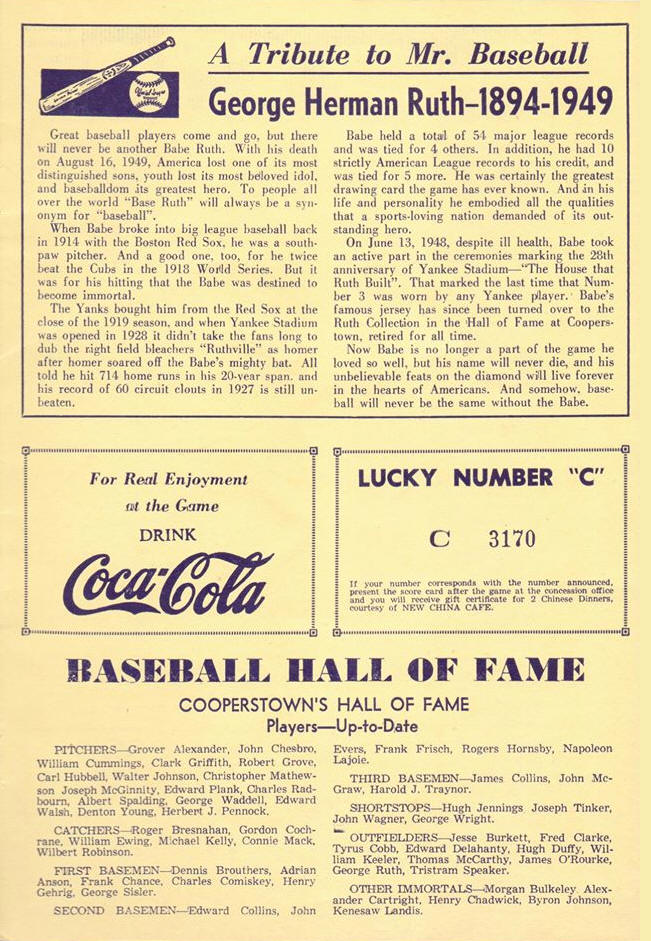 A Tribute to Mr. Baseball
George Herman Ruth–1894-1949
Great baseball players come and go, but there
will never be another Babe Ruth. With his death
on August 16, 1949, America lost one of its most
distinguished sons, youth lost its most beloved idol,
and baseballdom its greatest hero. To people all
over the world "Base Ruth" will always be a syn-
onym for "baseball".
When Babe broke into big league baseball back
in 1914 with the Boston Red Sox, he was a south-
paw pitcher. And a good one, too, for he twice
beat the Cubs in the 1918 World Series. But it
was for his hitting that the Babe was destined to
become immortal.
The Yanks bought him from the Red Sox at the
close of the 1919 season, and when Yankee Stadium
was opened in 1928 it didn't take the fans long to
dub the right field bleachers "Ruthville" as homer
after homer soared off the Babe's mighty bat. All
told he hit 714 home runs in his 20-year span. and
his record of 60 circuit clouts in 1927 is still un-
beaten.
Babe held a total of 54 major league records
and was tied for 4 others. In addition, he had 10
strictly American League records to his credit, and
was tied for 5 more. He was certainly the greatest
drawing card the game has ever known. And in his
life and personality he embodied all the qualities
that a sports-loving nation demanded of its out-
standing hero.
On June 13, 1948, despite ill health, Babe took
an active part in the ceremonies marking the 28th
anniversary of Yankee Stadium—"The House that
Ruth Built". That marked the last time that Num-
ber 3 was worn by any Yankee player. Babe's
famous jersey has since been turned over to the
Ruth Collection in the Hall of Fame at Coopers-
town, retired for all time.
Now Babe is no longer a part of the game he
loved so well, but his name will never die, and his
unbelievable feats on the diamond will live forever
in the hearts of Americans. And somehow, base-
ball will never be the same without the Babe.
For Real Enjoyment
at the Game
DRINK
Coca-Cola
LUCKY NUMBER "C"
C 3170
If your number corresponds with the number announced,
present the score card after the game at the concession office
and you will receive gift certificate for 2 Chinese Dinners,
courtesy of NEW CHINA CAFE.
BASEBALL HALL OF FAME
COOPERSTOWN'S HALL OF FAME
Players—Up-to-Date
PITCHERS—Grover Alexander, John Chesbro,
William Cummings, Clark Griffith, Robert Grove,
Carl Hubbell, Walter Johnson, Christopher Mathew-
son Joseph McGinnity, Edward Plank, Charles Rad-
bourn, Albert Spalding, George Waddell, Edward
Walsh, Denton Young, Herbert J. Pennock.
CATCHERS—Roger Bresnahan, Gordon Coch-
rane, William Ewing, Michael Kelly, Connie Mack,
Wilbert Robinson.
FIRST BASEMEN—Dennis Brouthers, Adrian
Anson, Frank Chance, Charles Comiskey, Henry
Gehrig, George Sisler.
SECOND BASEMEN—Edward Collins, John
Evers, Frank Frisch, Rogers Hornsby, Napoleon
Lajoie.
THIRD BASEMEN—James Collins, John Mc-
Graw, Harold J. Traynor.
SHORTSTOPS—Hugh Jennings Joseph Tinker,
John Wagner, George Wright.
OUTFIELDERS—Jesse Burkett, Fred Clarke,
Tyrus Cobb, Edward Delahanty, Hugh Duffy, Wil-
liam Keeler, Thomas McCarthy, James O'Rourke,
George Ruth, Tristram Speaker.
OTHER IMMORTALS—Morgan Bulkeley. Alex-
ander Cartright, Henry Chadwick, Byron Johnson,
Kenesaw Landis.